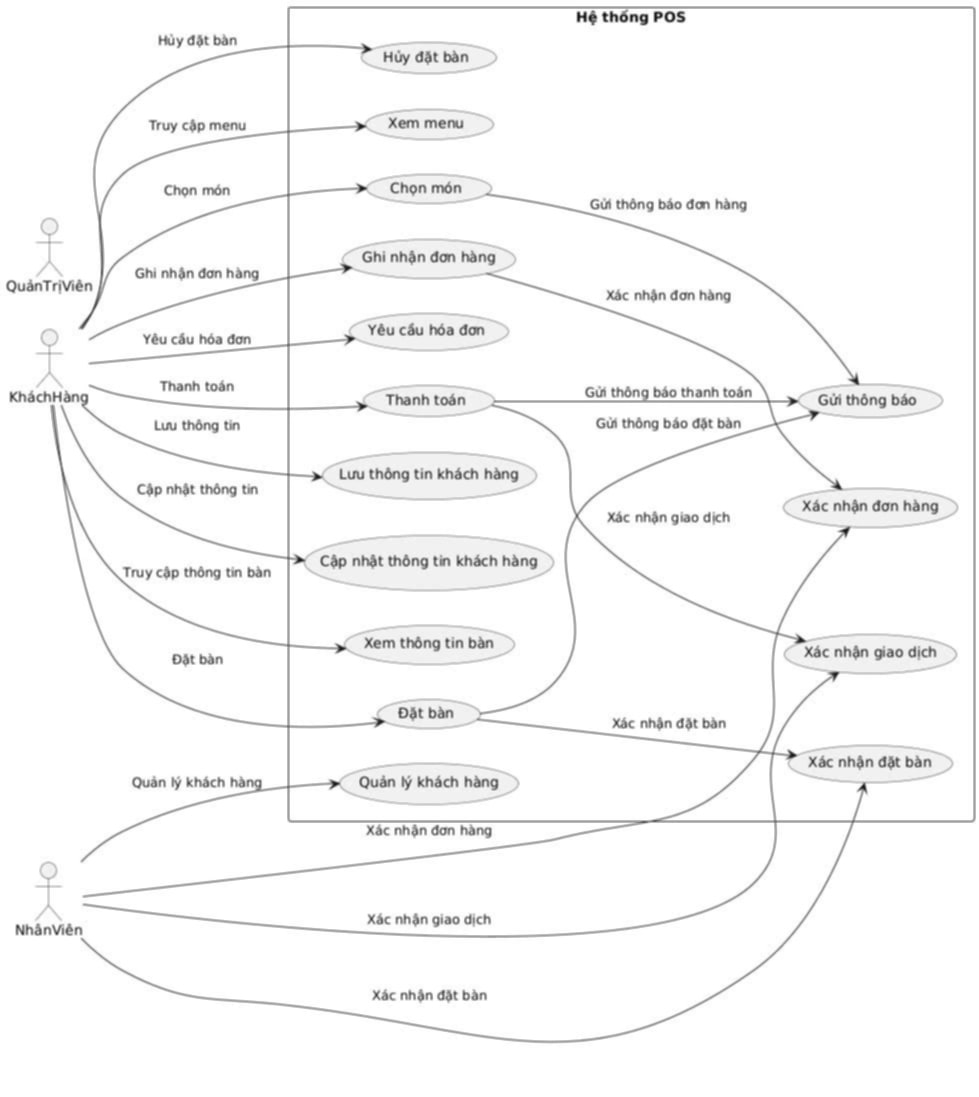 Hệ thống POS
Hủy đặt bàn
Hủy đặt bàn
Truy cập menu
Xem menu
Chọn món
Chọn món
Gửi thông báo đơn hàng
QuảnTrịViên
Ghi nhận đơn hàng
Ghi nhận đơn hàng
Xác nhận đơn hàng
Yêu cầu hóa đơn
Yêu cầu hóa đơn
KháchHàng
Thanh toán
Thanh toán
Gửi thông báo thanh toán
Gửi thông báo
Lưu thông tin
Gửi thông báo đặt bàn
Lưu thông tin khách hàng
Cập nhật thông tin
Xác nhận đơn hàng
Xác nhận giao dịch
Cập nhật thông tin khách hàng
Truy cập thông tin bàn
Xem thông tin bàn
Xác nhận giao dịch
Đặt bàn
Đặt bàn
Xác nhận đặt bàn
Xác nhận đặt bàn
Quản lý khách hàng
Quản lý khách hàng
Xác nhận đơn hàng
NhânViên
Xác nhận giao dịch
Xác nhận đặt bàn